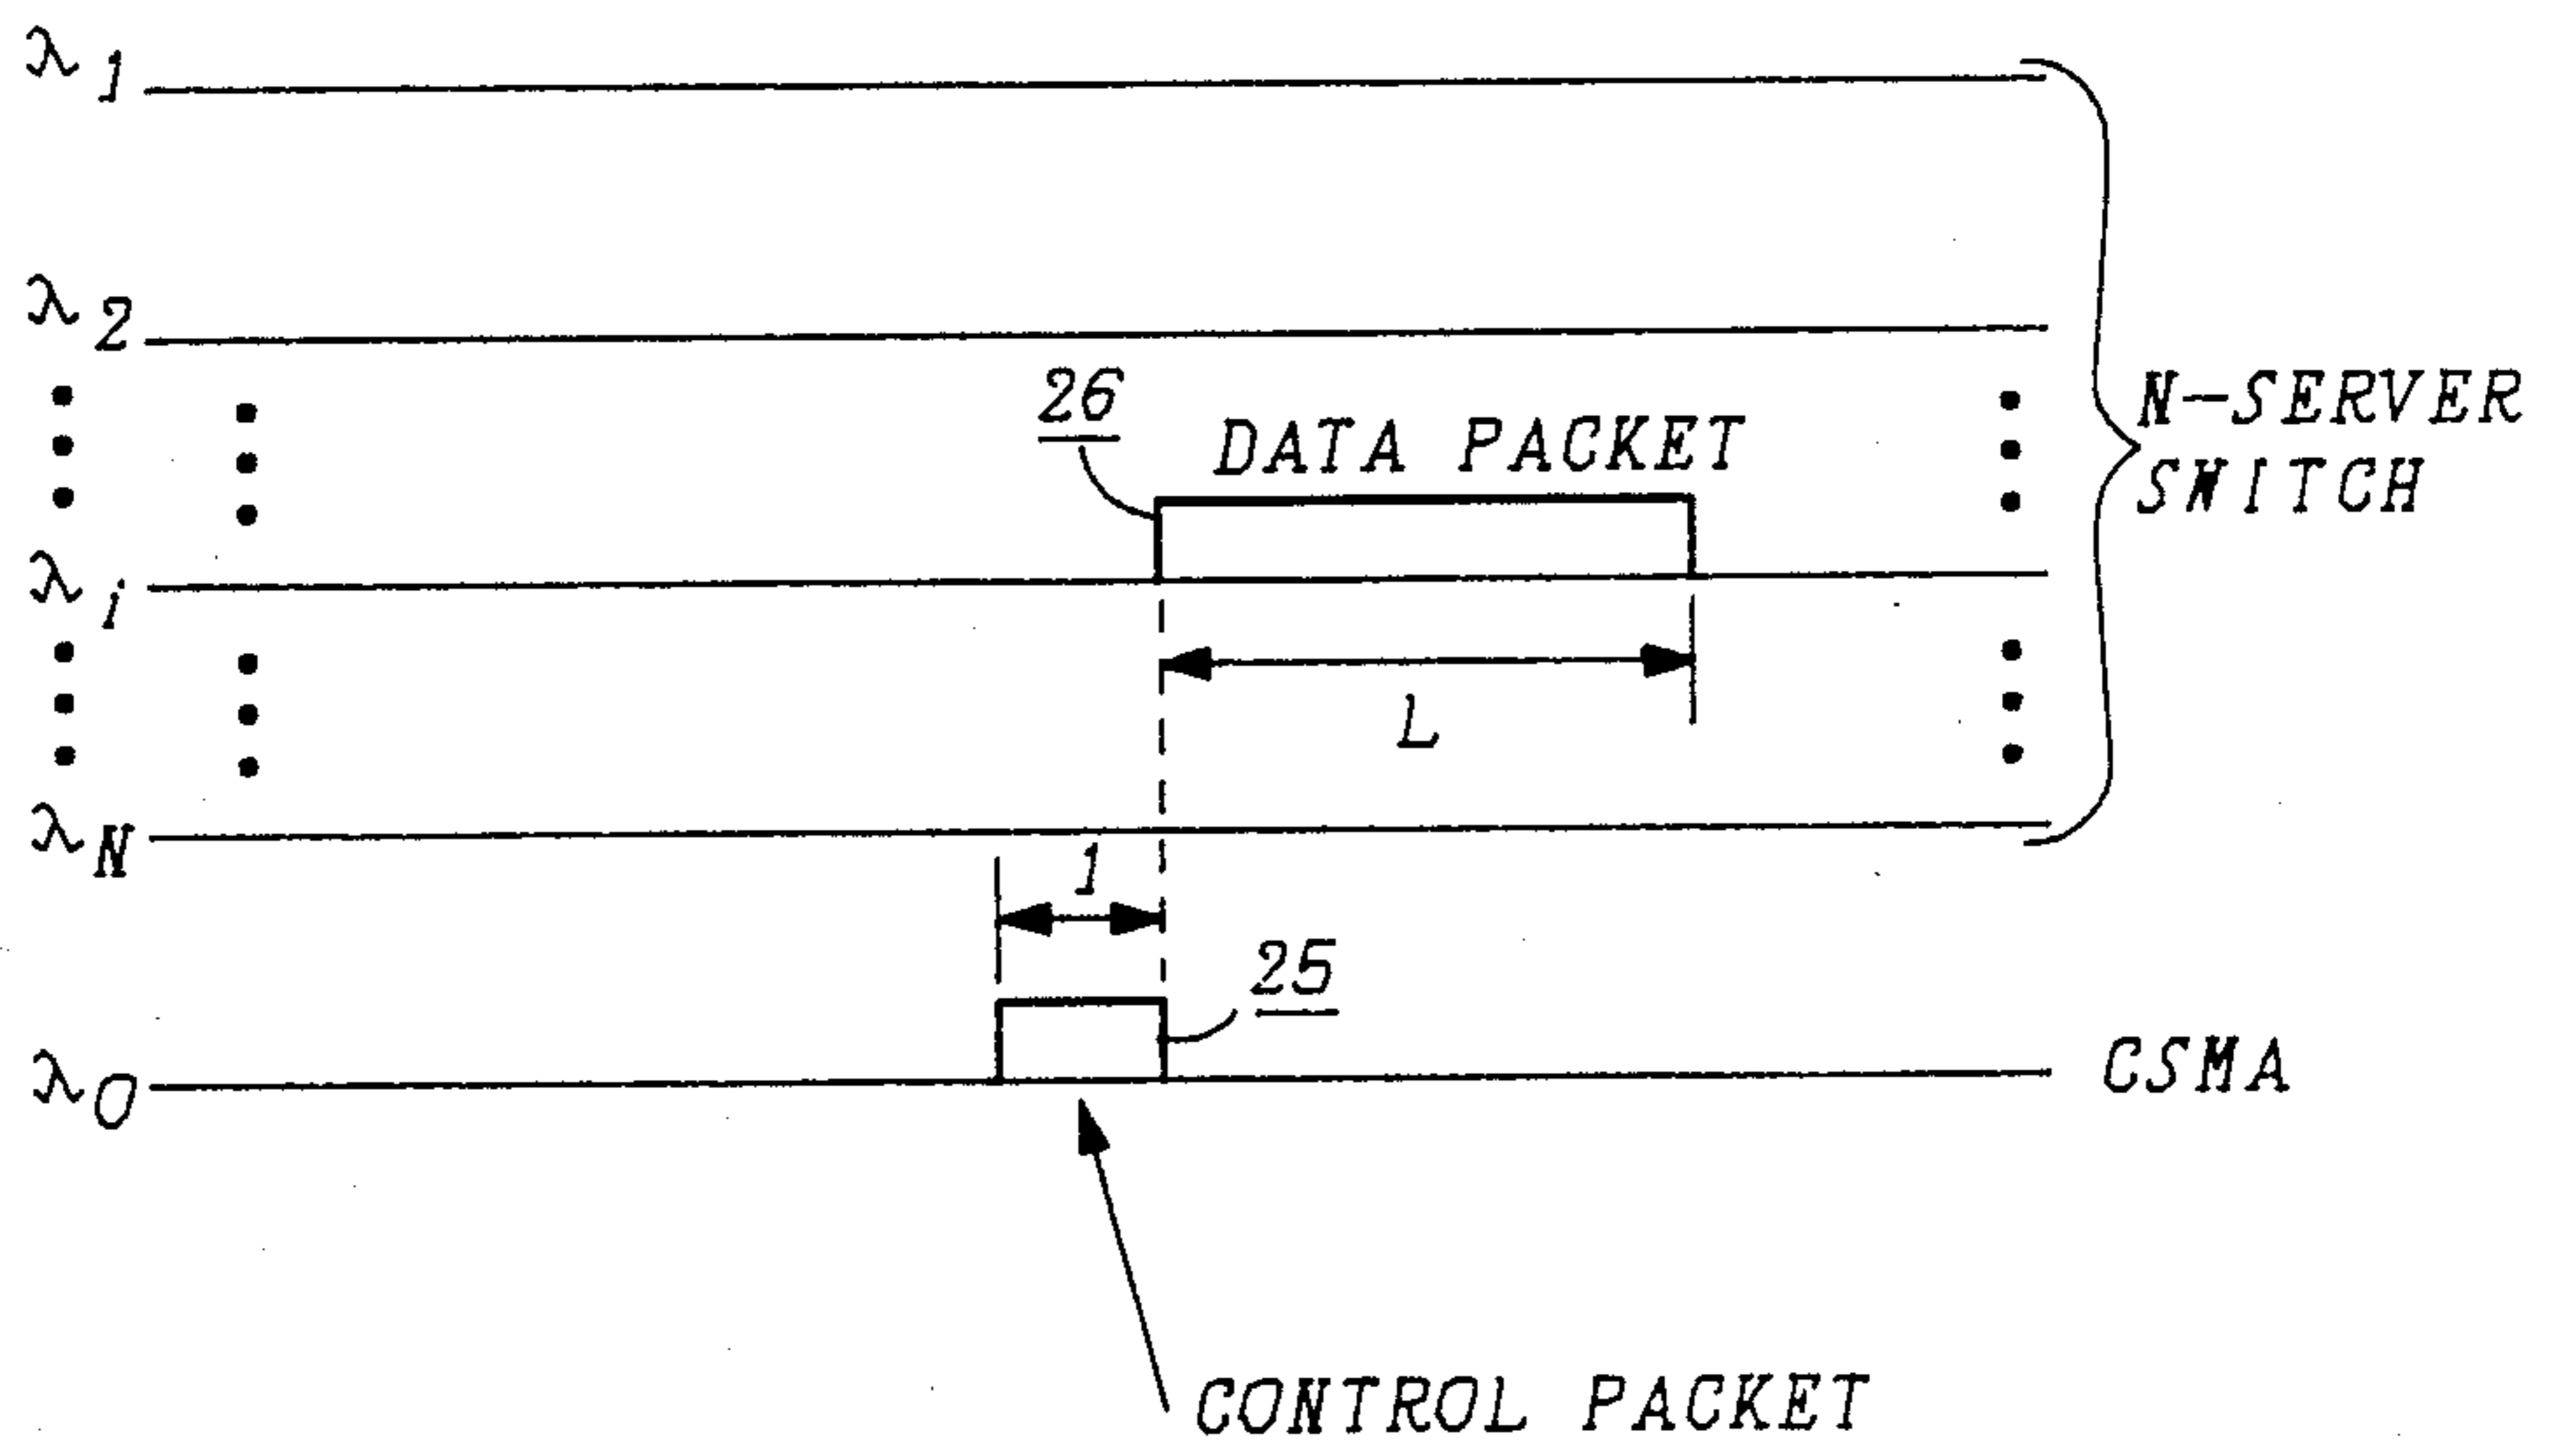 λ1
λ2
26
DATA PACKET
N-SERVER
SWITCH
λi
L
λN
1
25
λ0
CSMA
CONTROL PACKET